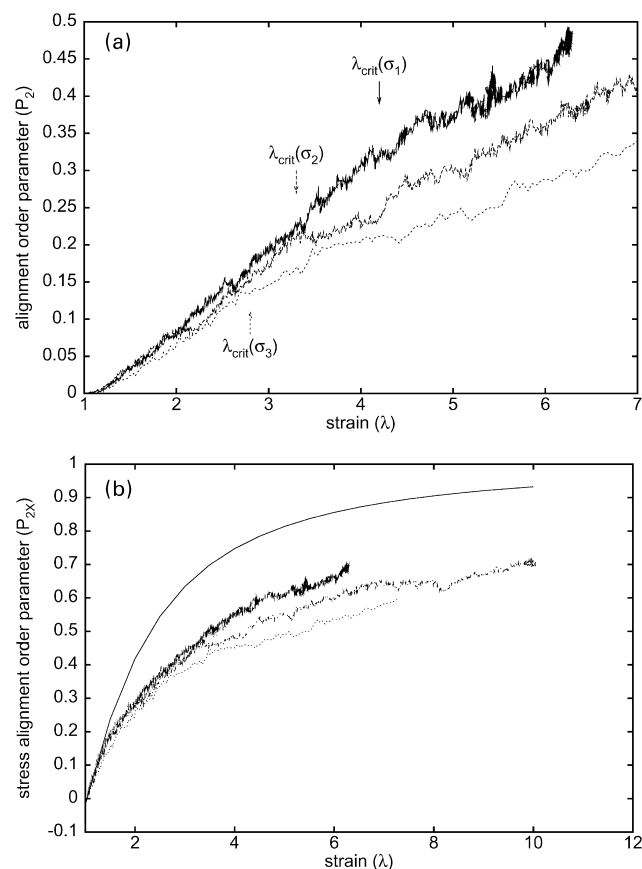 (a)
alignment order parameter (P₂)
0.5
0.45
0.4
0.35
0.3
0.25
0.2
0.15
0.1
0.05
0
λcrit(σ₁)
λcrit(σ₂)
λcrit(σ₃)
1 2 3 4 5 6 7
strain (λ)
(b)
stress alignment order parameter (P₂ₓ)
1
0.9
0.8
0.7
0.6
0.5
0.4
0.3
0.2
0.1
0
-0.1
2 4 6 8 10 12
strain (λ)